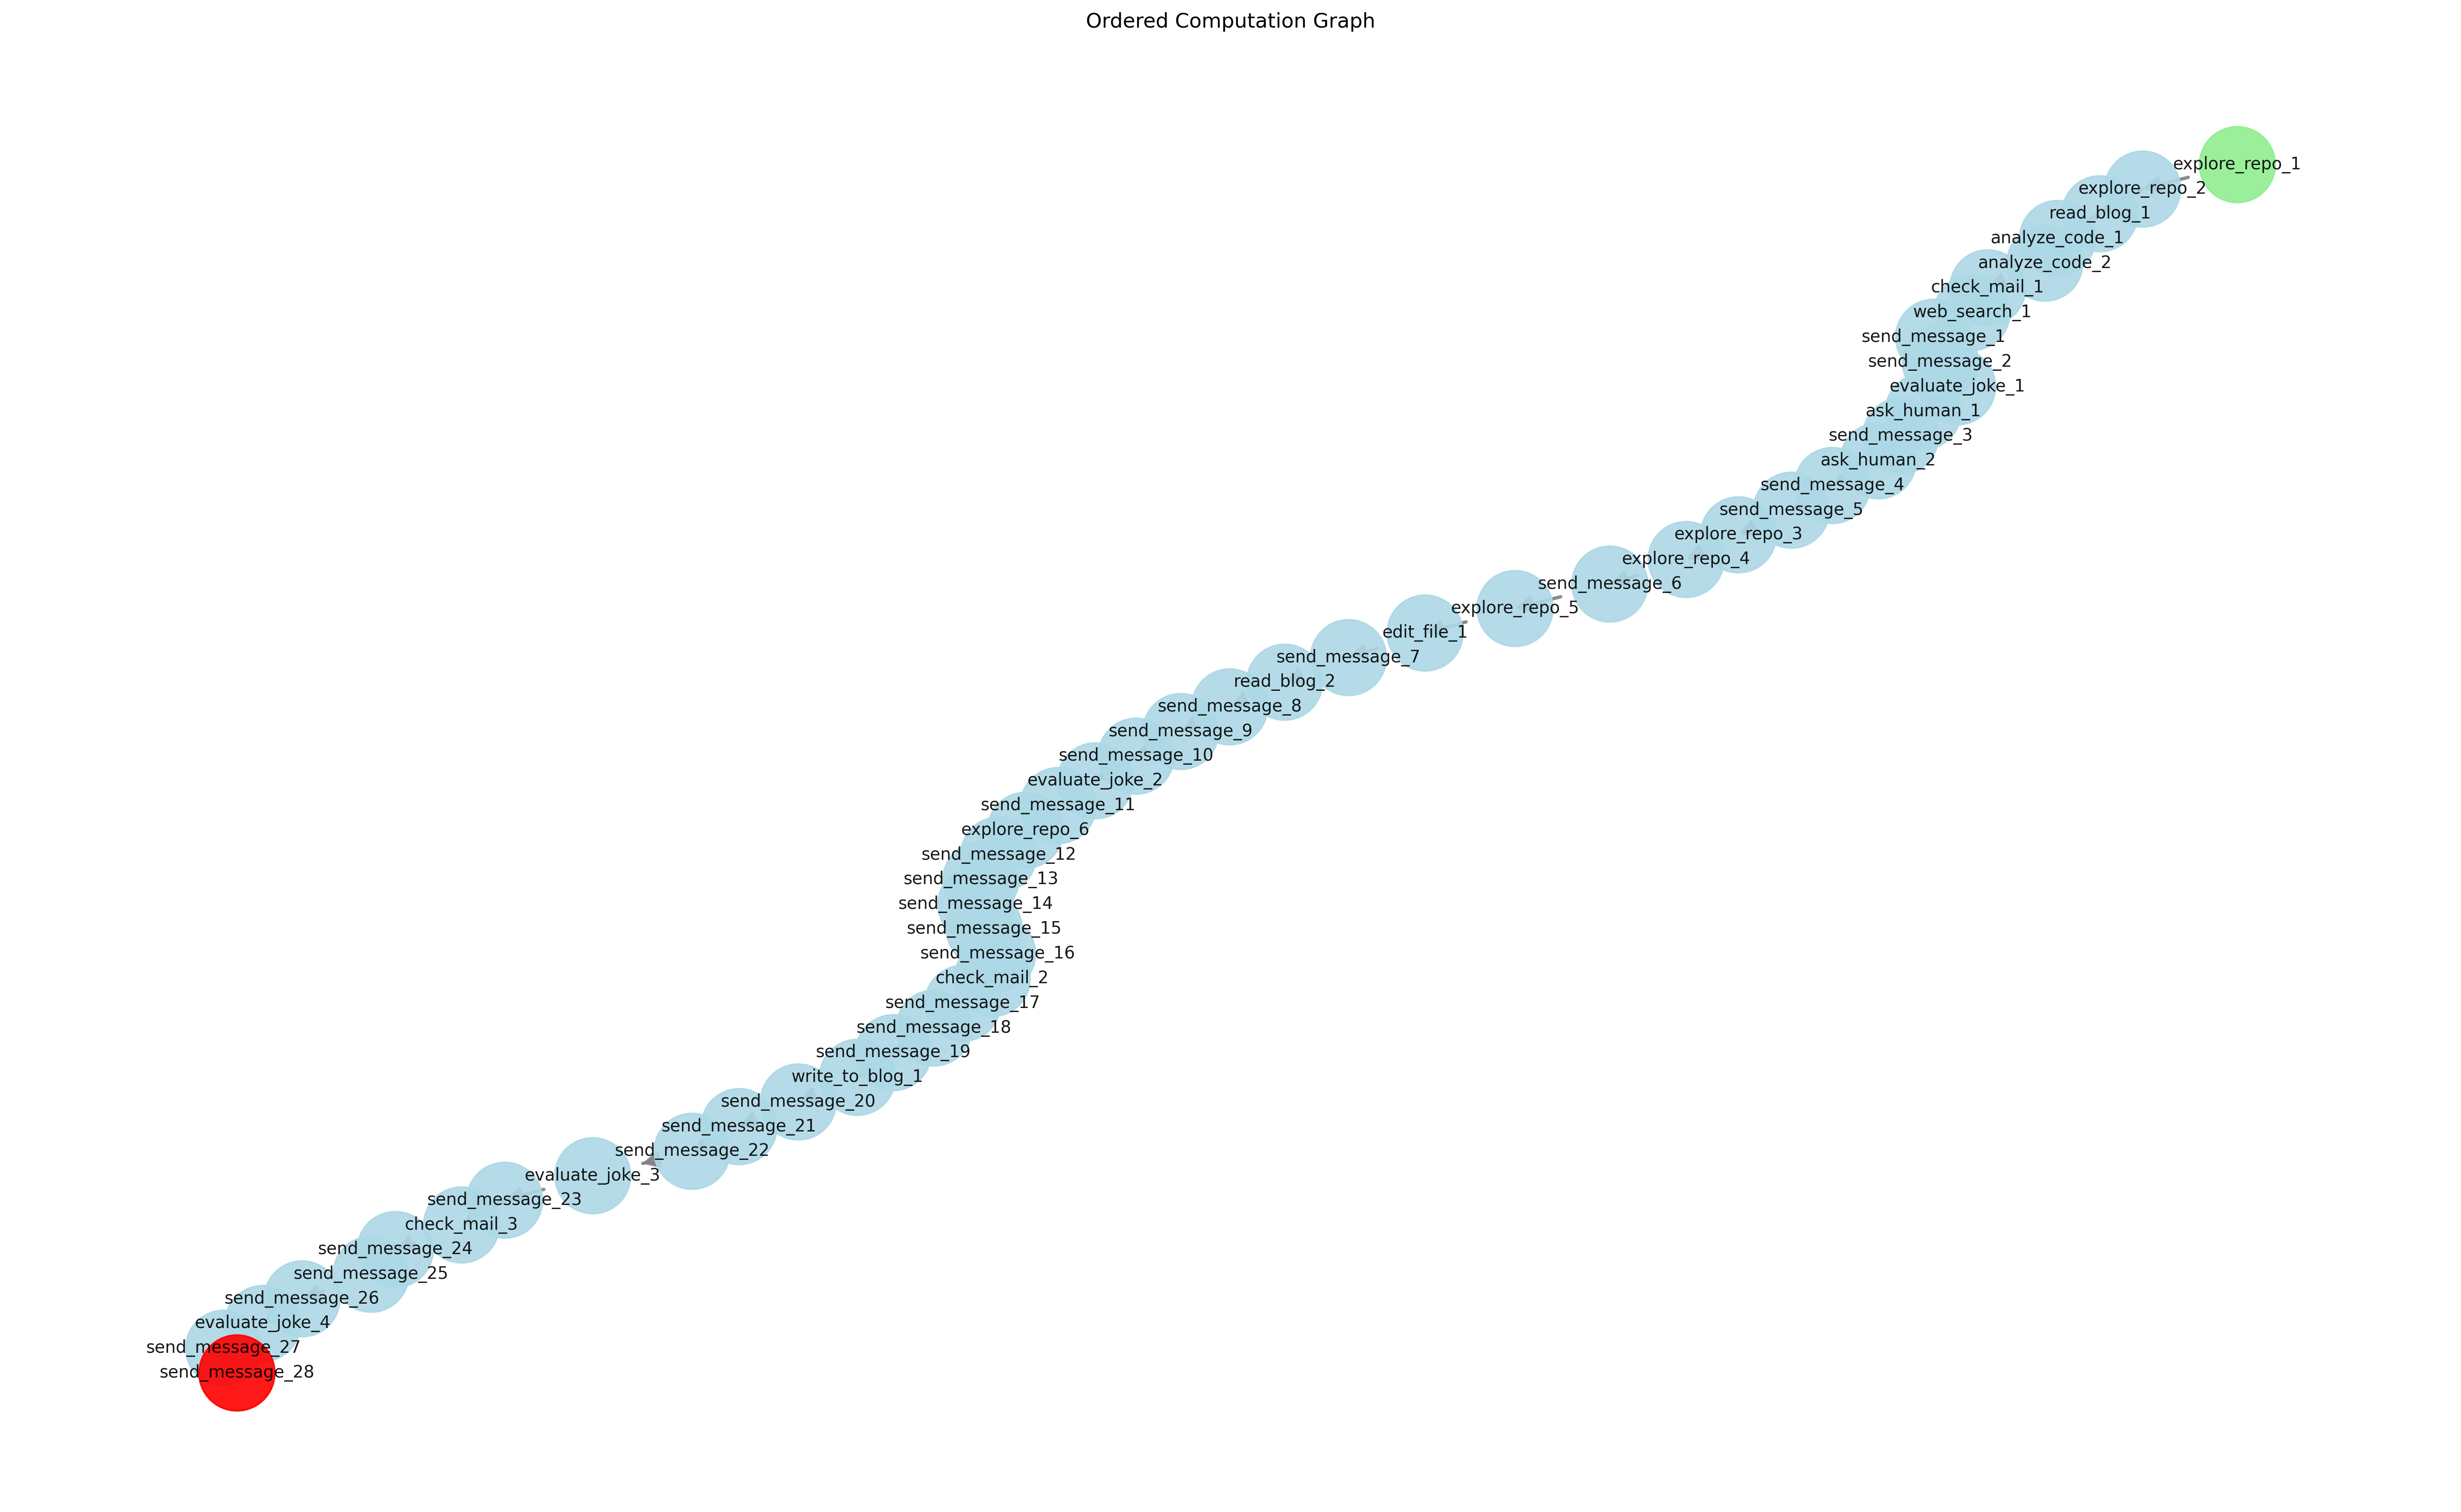 Ordered Computation Graph
explore_repo_1
explore_repo_2
read_blog_1
analyze_code_1
analyze_code_2
check_mail_1
web_search_1
send_message_1
send_message_2
evaluate_joke_1
ask_human_1
send_message_3
ask_human_2
send_message_4
send_message_5
explore_repo_3
explore_repo_4
send_message_6
explore_repo_5
edit_file_1
send_message_7
read_blog_2
send_message_8
send_message_9
send_message_10
evaluate_joke_2
send_message_11
explore_repo_6
send_message_12
send_message_13
send_message_14
send_message_15
send_message_16
check_mail_2
send_message_17
send_message_18
send_message_19
write_to_blog_1
send_message_20
send_message_21
send_message_22
evaluate_joke_3
send_message_23
check_mail_3
send_message_24
send_message_25
send_message_26
evaluate_joke_4
send_message_27
send_message_28